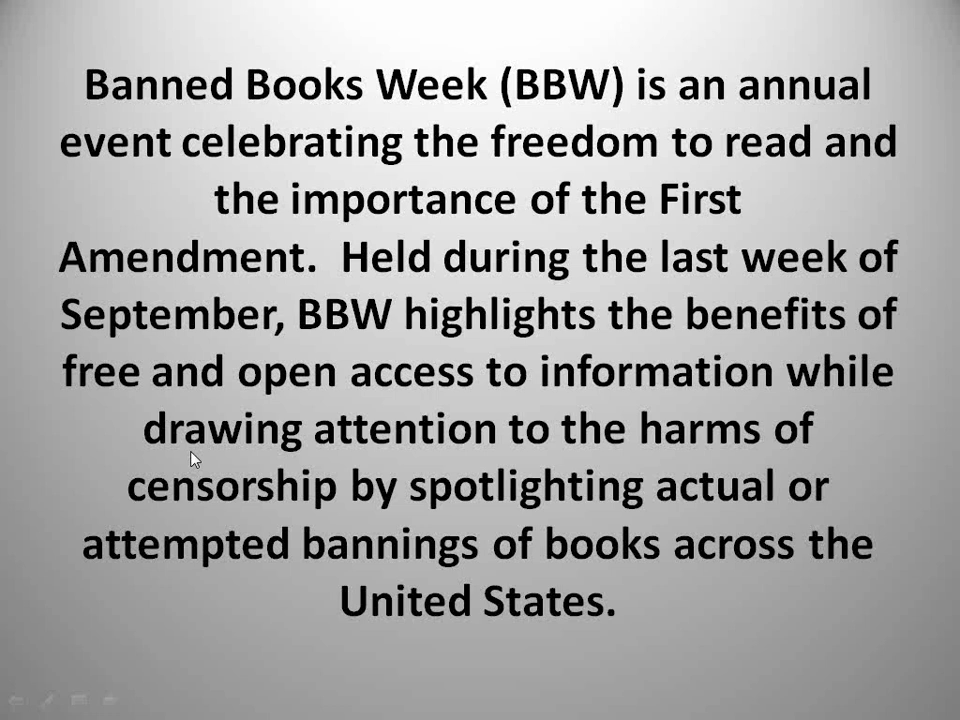 Banned Books Week (BBW) is an annual
event celebrating the freedom to read and
the importance of the First
Amendment.  Held during the last week of
September, BBW highlights the benefits of
free and open access to information while
drawing attention to the harms of
censorship by spotlighting actual or
attempted bannings of books across the
United States.